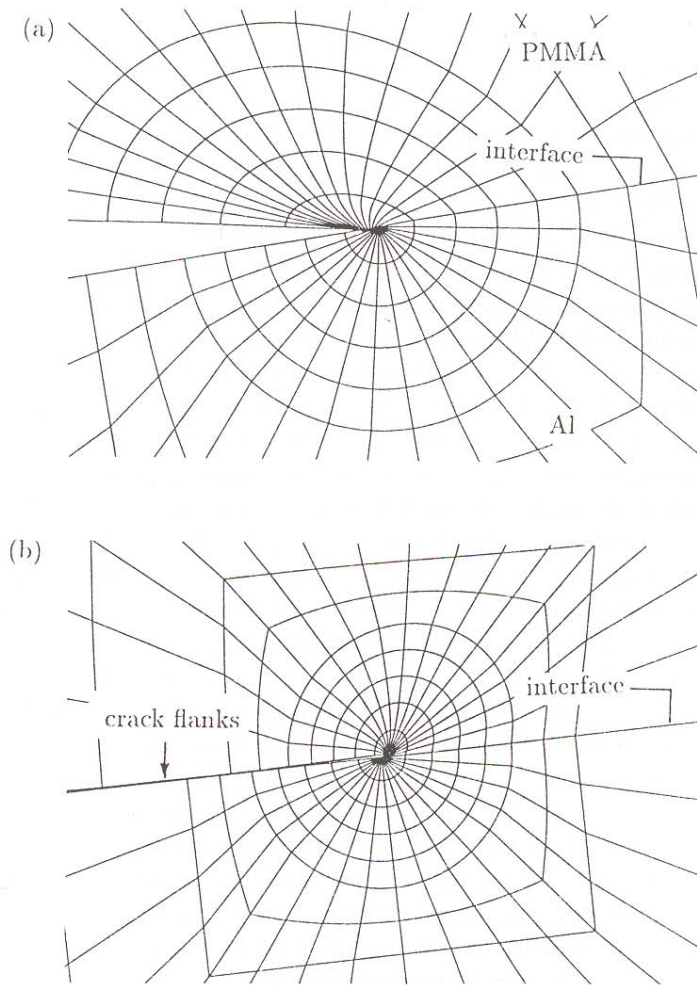 (a)
PMMA
interface
Al
(b)
interface
crack flanks